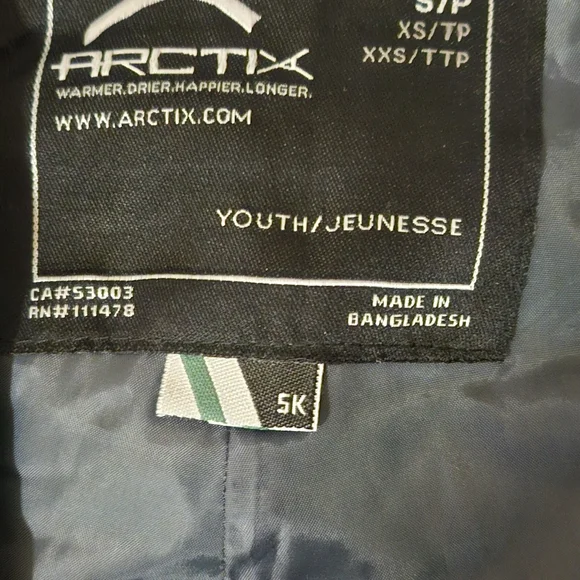 S/P
XS/TP
XXS/TTP
ARCTIX
WARMER.DRIER.HAPPIER.LONGER.
WWW.ARCTIX.COM
YOUTH/JEUNESSE
CA#53003
RN#111478
MADE IN
BANGLADESH
5K